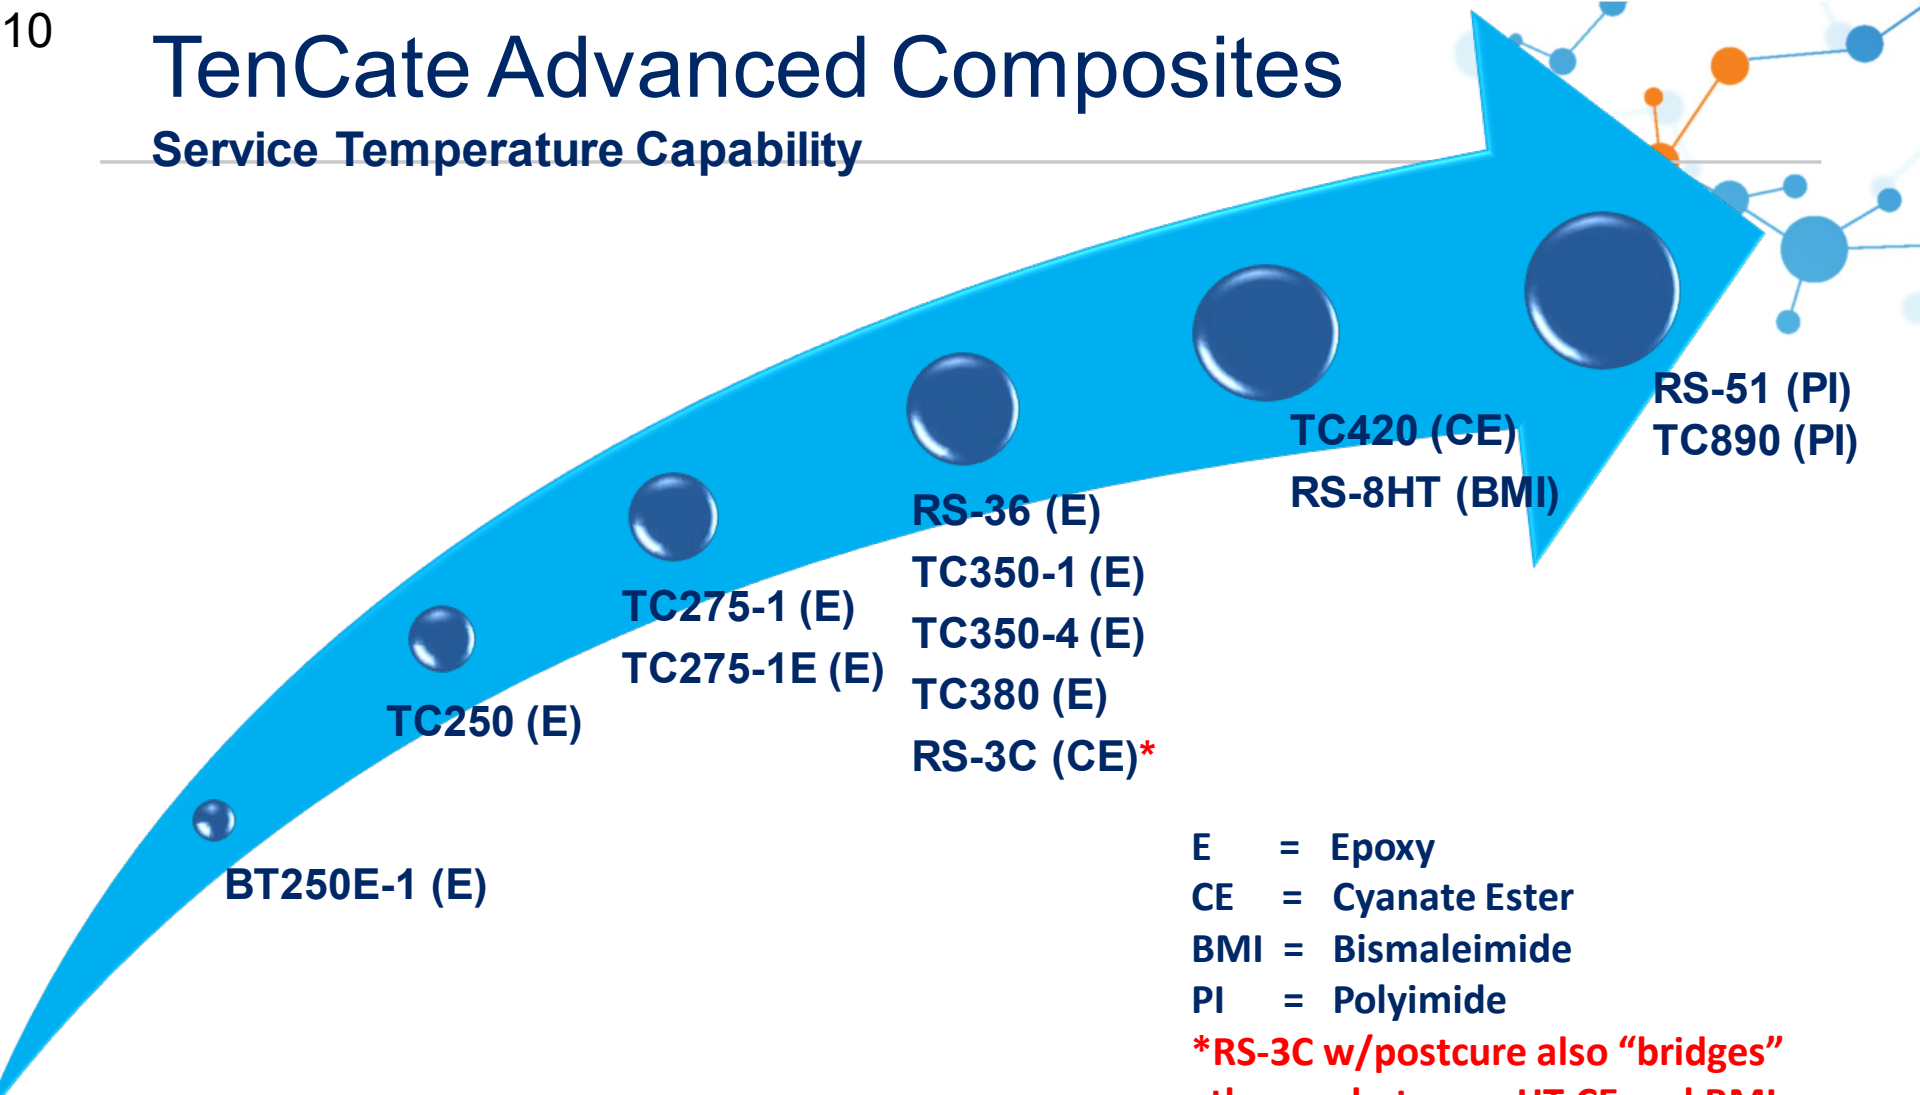 10
TenCate Advanced Composites
Service Temperature Capability
RS-51 (PI)
TC890 (PI)
TC420 (CE)
RS-8HT (BMI)
RS-36 (E)
TC350-1 (E)
TC350-4 (E)
TC380 (E)
RS-3C (CE)*
TC275-1 (E)
TC275-1E (E)
TC250 (E)
BT250E-1 (E)
E = Epoxy
CE = Cyanate Ester
BMI = Bismaleimide
PI = Polyimide
*RS-3C w/postcure also “bridges”